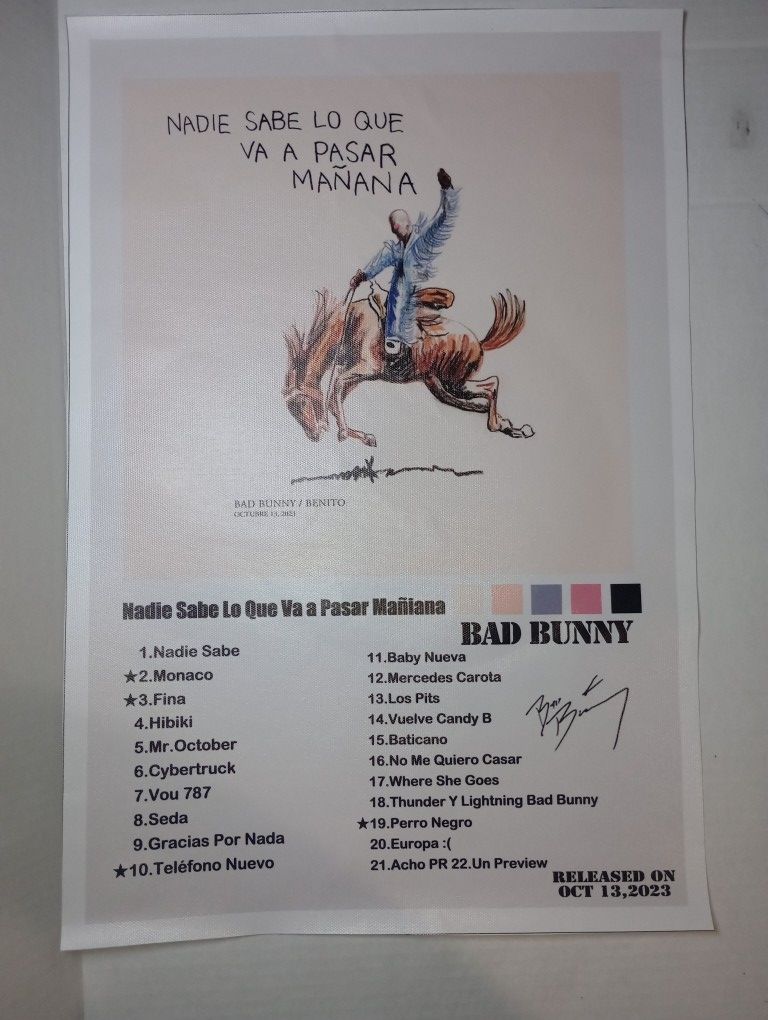 NADIE SABE LO QUE
VA A PASAR
MAÑANA
BAD BUNNY / BENITO
OCTUBRE 13, 2023
Nadie Sabe Lo Que Va a Pasar Mañiana
BAD BUNNY
1.Nadie Sabe
★2.Monaco
★3.Fina
4.Hibiki
5.Mr.October
6.Cybertruck
7.Vou 787
8.Seda
9.Gracias Por Nada
★10.Teléfono Nuevo
11.Baby Nueva
12.Mercedes Carota
13.Los Pits
14.Vuelve Candy B
15.Baticano
16.No Me Quiero Casar
17.Where She Goes
18.Thunder Y Lightning Bad Bunny
★19.Perro Negro
20.Europa :(
21.Acho PR 22.Un Preview
Bad Bunny
RELEASED ON
OCT 13,2023